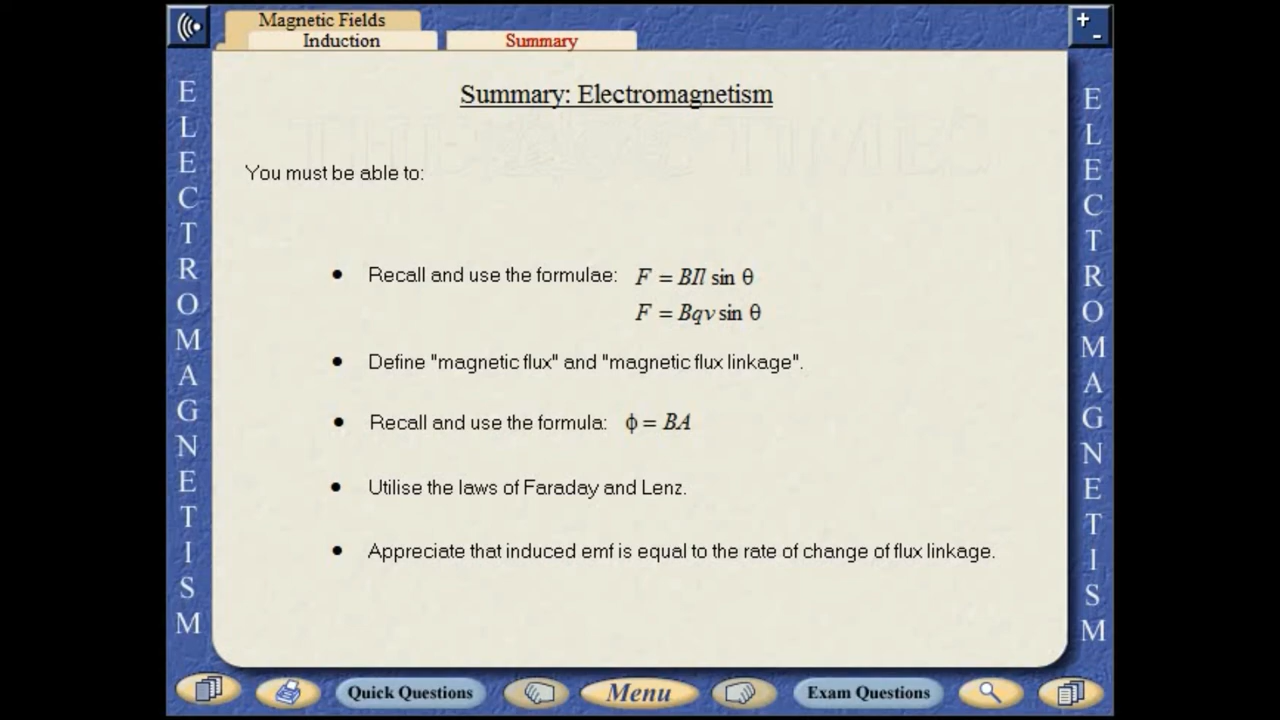 Magnetic Fields
Induction
Summary
+
-
Summary: Electromagnetism
You must be able to:
• Recall and use the formulae: F = BIl sin θ
F = Bqv sin θ
• Define "magnetic flux" and "magnetic flux linkage".
• Recall and use the formula: ϕ = BA
• Utilise the laws of Faraday and Lenz.
• Appreciate that induced emf is equal to the rate of change of flux linkage.
ELECTROMAGNETISM
ELECTROMAGNETISM
Quick Questions
Menu
Exam Questions